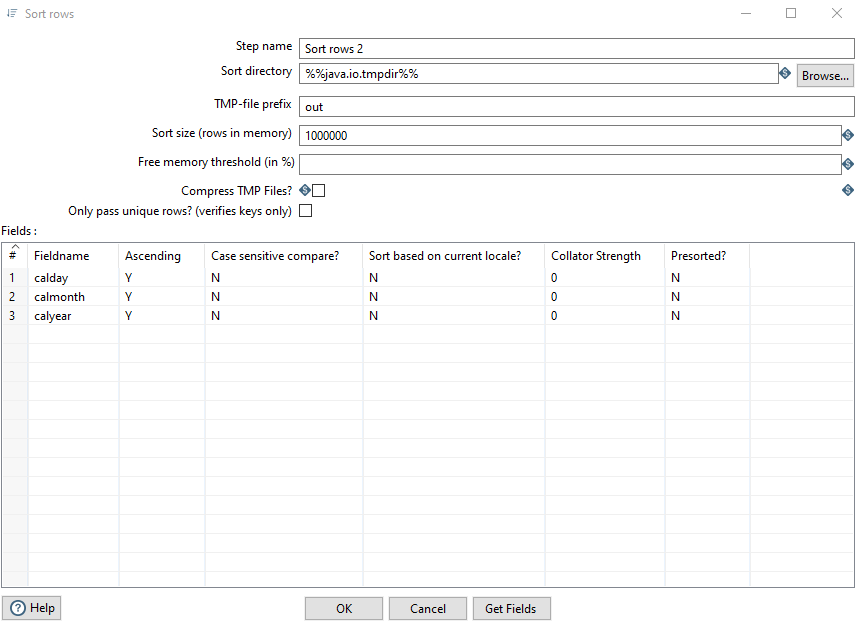 Sort rows
Step name Sort rows 2
Sort directory %%java.io.tmpdir%% Browse...
TMP-file prefix out
Sort size (rows in memory) 1000000
Free memory threshold (in %)
Compress TMP Files?
Only pass unique rows? (verifies keys only)
Fields :
# Fieldname Ascending Case sensitive compare? Sort based on current locale? Collator Strength Presorted?
1 calday Y N N 0 N
2 calmonth Y N N 0 N
3 calyear Y N N 0 N
Help OK Cancel Get Fields